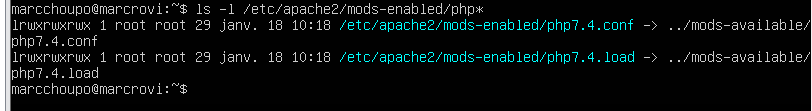 marcchoupo@marcrovi:~$ ls -l /etc/apache2/mods-enabled/php*
lrwxrwxrwx 1 root root 29 janv. 18 10:18 /etc/apache2/mods-enabled/php7.4.conf -> ../mods-available/
php7.4.conf
lrwxrwxrwx 1 root root 29 janv. 18 10:18 /etc/apache2/mods-enabled/php7.4.load -> ../mods-available/
php7.4.load
marcchoupo@marcrovi:~$